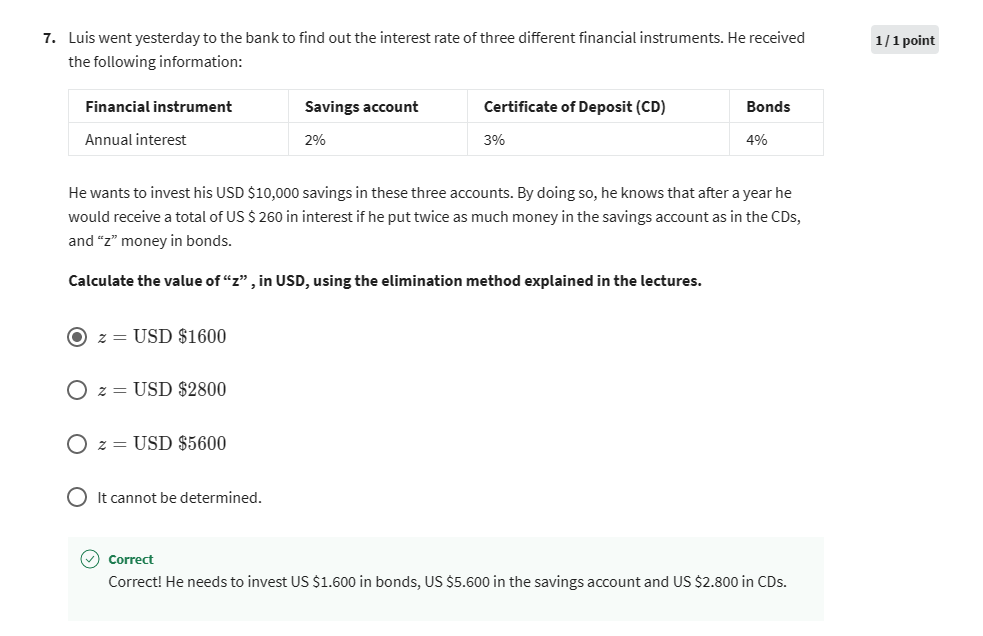 7. Luis went yesterday to the bank to find out the interest rate of three different financial instruments. He received
the following information:
1 / 1 point
Financial instrument Savings account Certificate of Deposit (CD) Bonds
Annual interest 2% 3% 4%
He wants to invest his USD $10,000 savings in these three accounts. By doing so, he knows that after a year he
would receive a total of US $ 260 in interest if he put twice as much money in the savings account as in the CDs,
and “z” money in bonds.
Calculate the value of “z” , in USD, using the elimination method explained in the lectures.
z = USD $1600
z = USD $2800
z = USD $5600
It cannot be determined.
Correct
Correct! He needs to invest US $1.600 in bonds, US $5.600 in the savings account and US $2.800 in CDs.